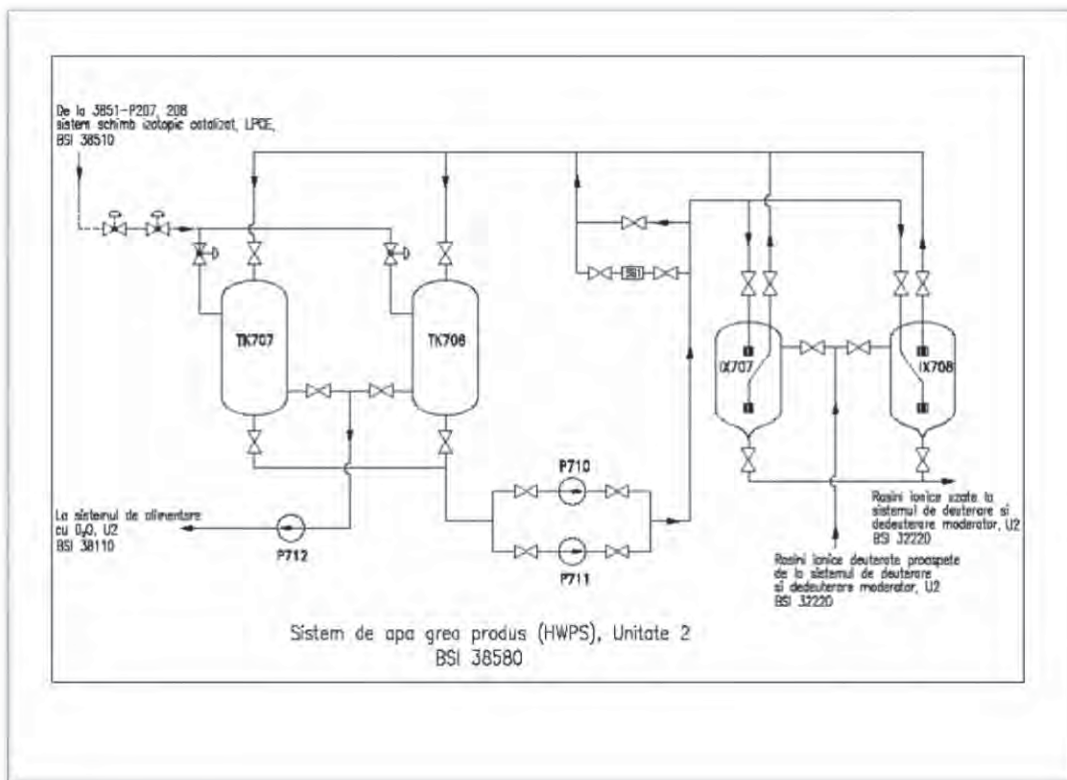 De la 3851-P207, 208
sistem schimb izotopic catalizat, LPCE,
BSI 38510
TK707
TK708
IX707
IX708
P710
P711
La sistemul de alimentare
cu D₂O, U2
BSI 38110
P712
Rasini ionice uzate la
sistemul de deuterare si
dedeuterare moderator, U2
BSI 32220
Rasini ionice deuterate proaspete
de la sistemul de deuterare
si dedeuterare moderator, U2
BSI 32220
Sistem de apa grea produs (HWPS), Unitate 2
BSI 38580